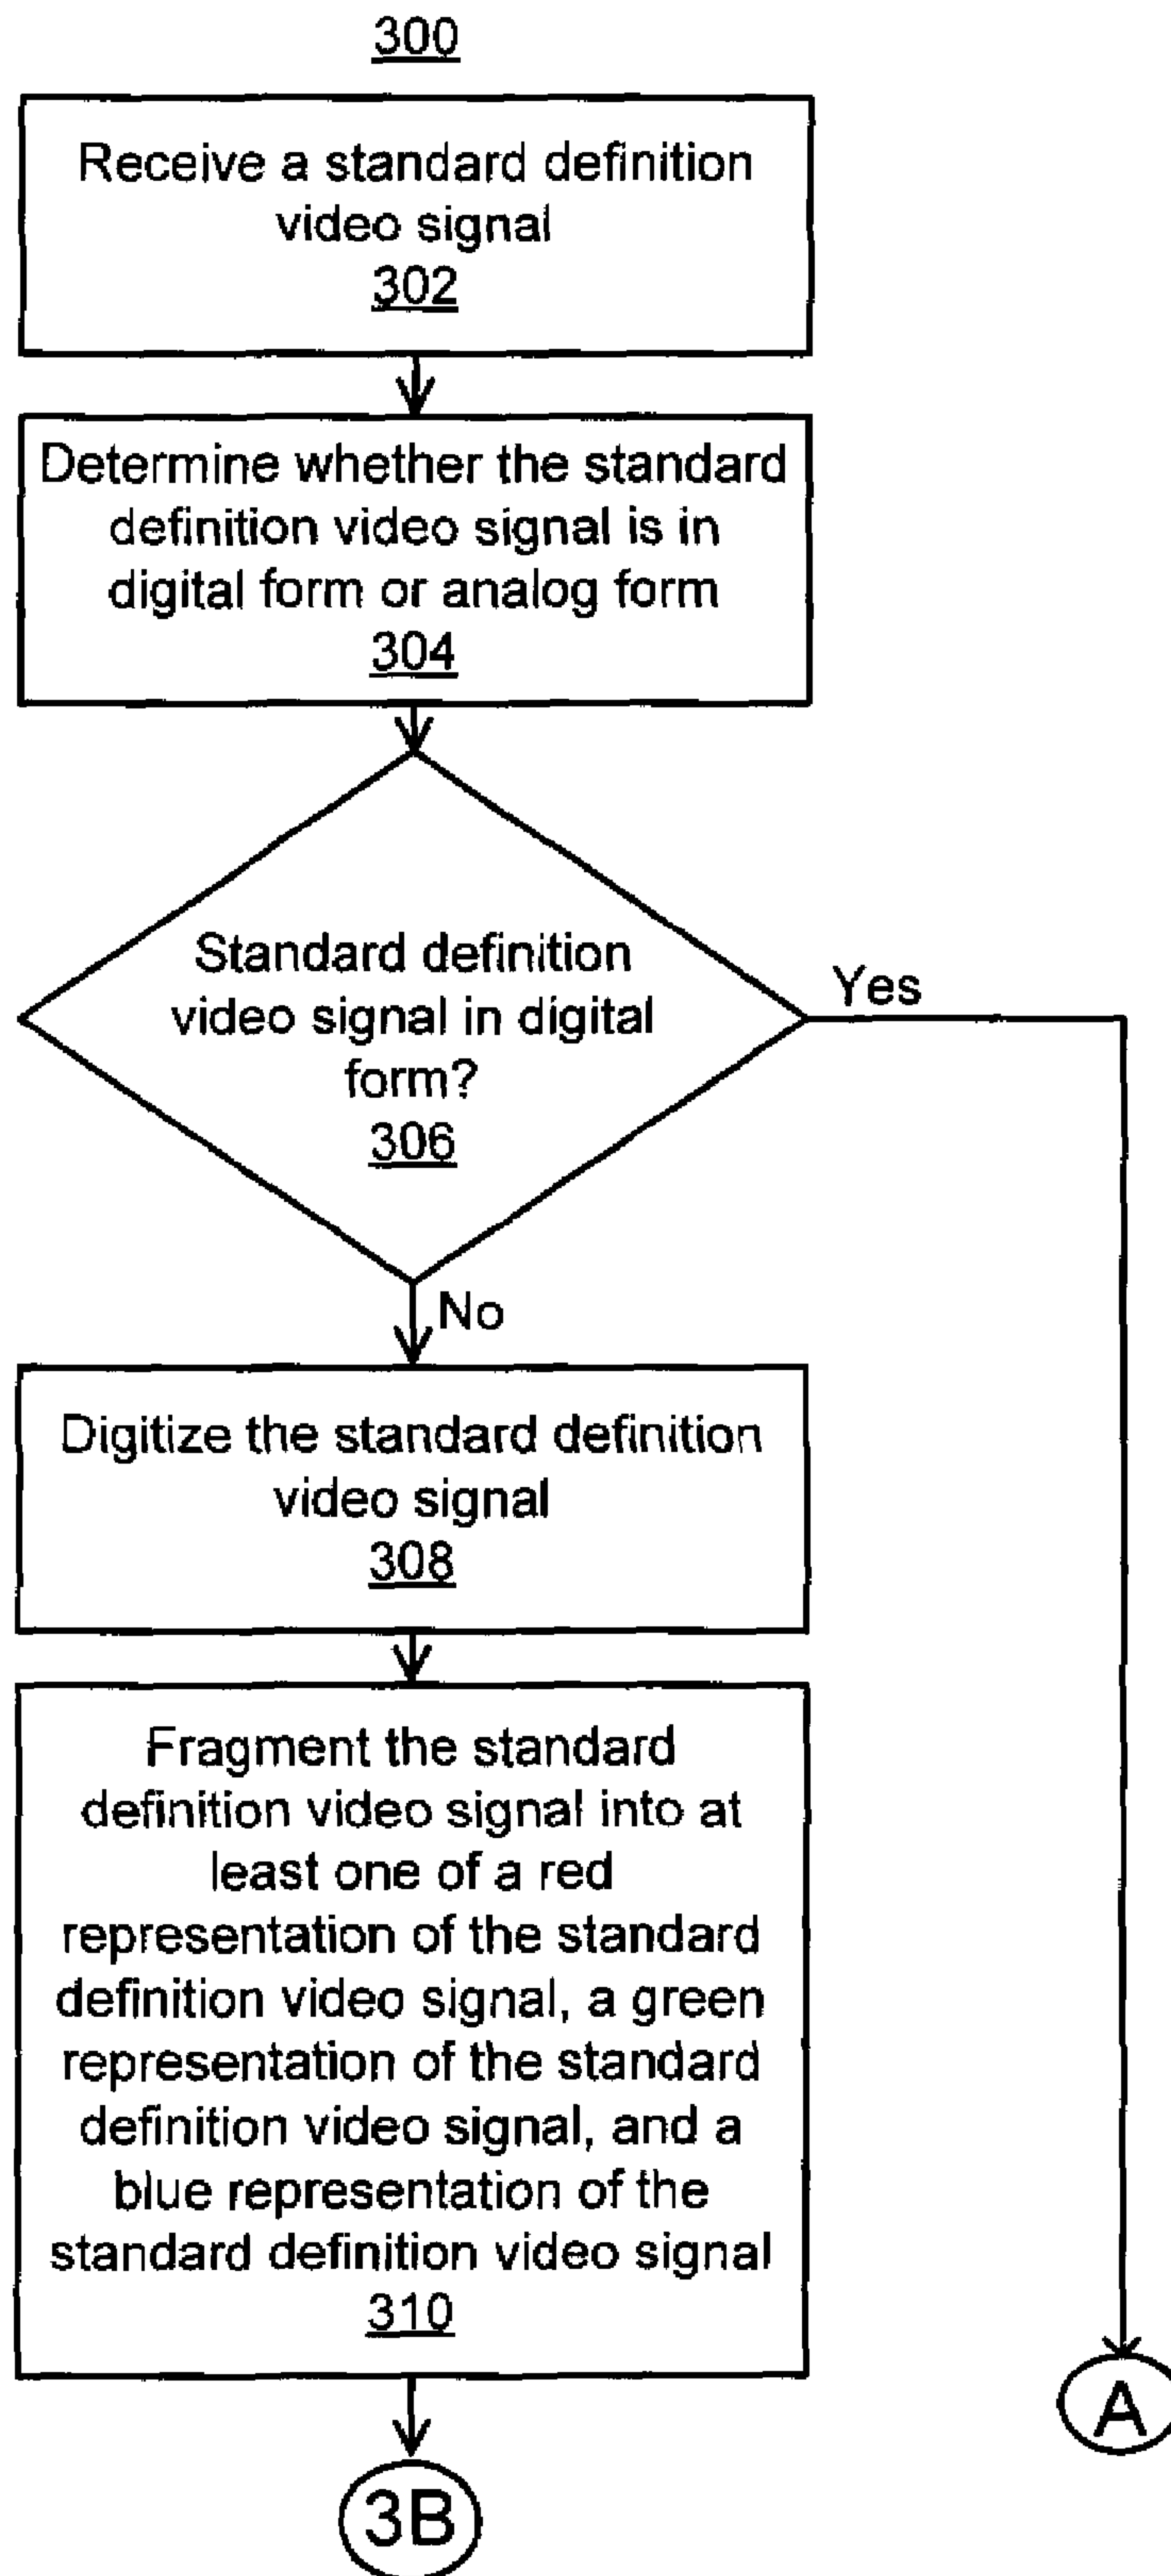 300
Receive a standard definition
video signal
302
Determine whether the standard
definition video signal is in
digital form or analog form
304
Standard definition
video signal in digital
form?
306
Yes
No
Digitize the standard definition
video signal
308
Fragment the standard
definition video signal into at
least one of a red
representation of the standard
definition video signal, a green
representation of the standard
definition video signal, and a
blue representation of the
standard definition video signal
310
A
3B